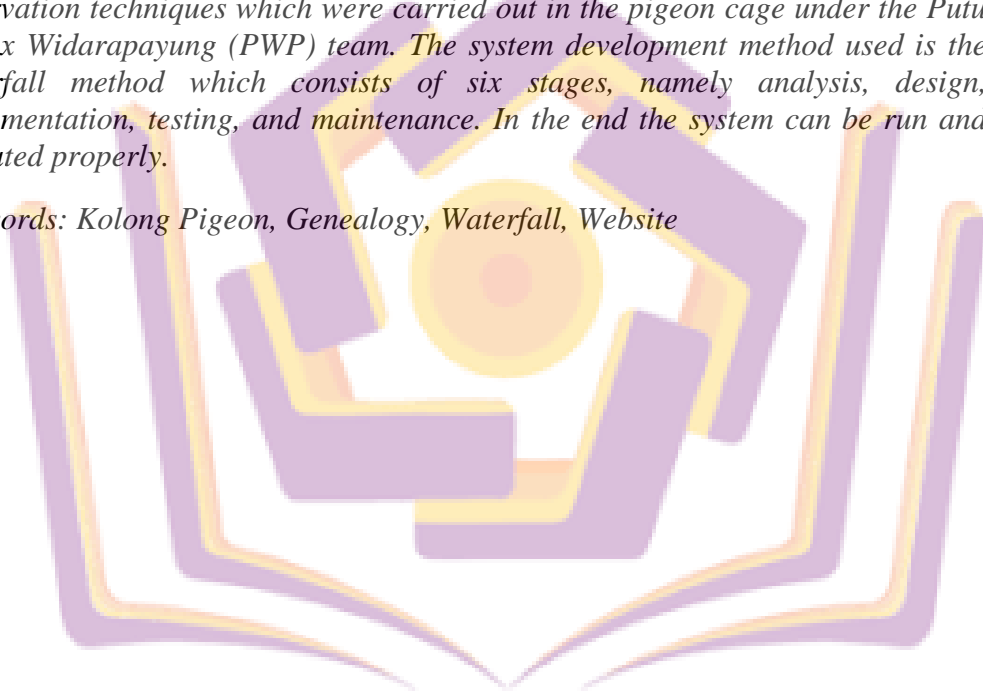 vation techniques which were carried out in the pigeon cage under the Putu
x Widarapayung (PWP) team. The system development method used is the
rfall method which consists of six stages, namely analysis, design,
mentation, testing, and maintenance. In the end the system can be run and
ted properly.
ords: Kolong Pigeon, Genealogy, Waterfall, Website